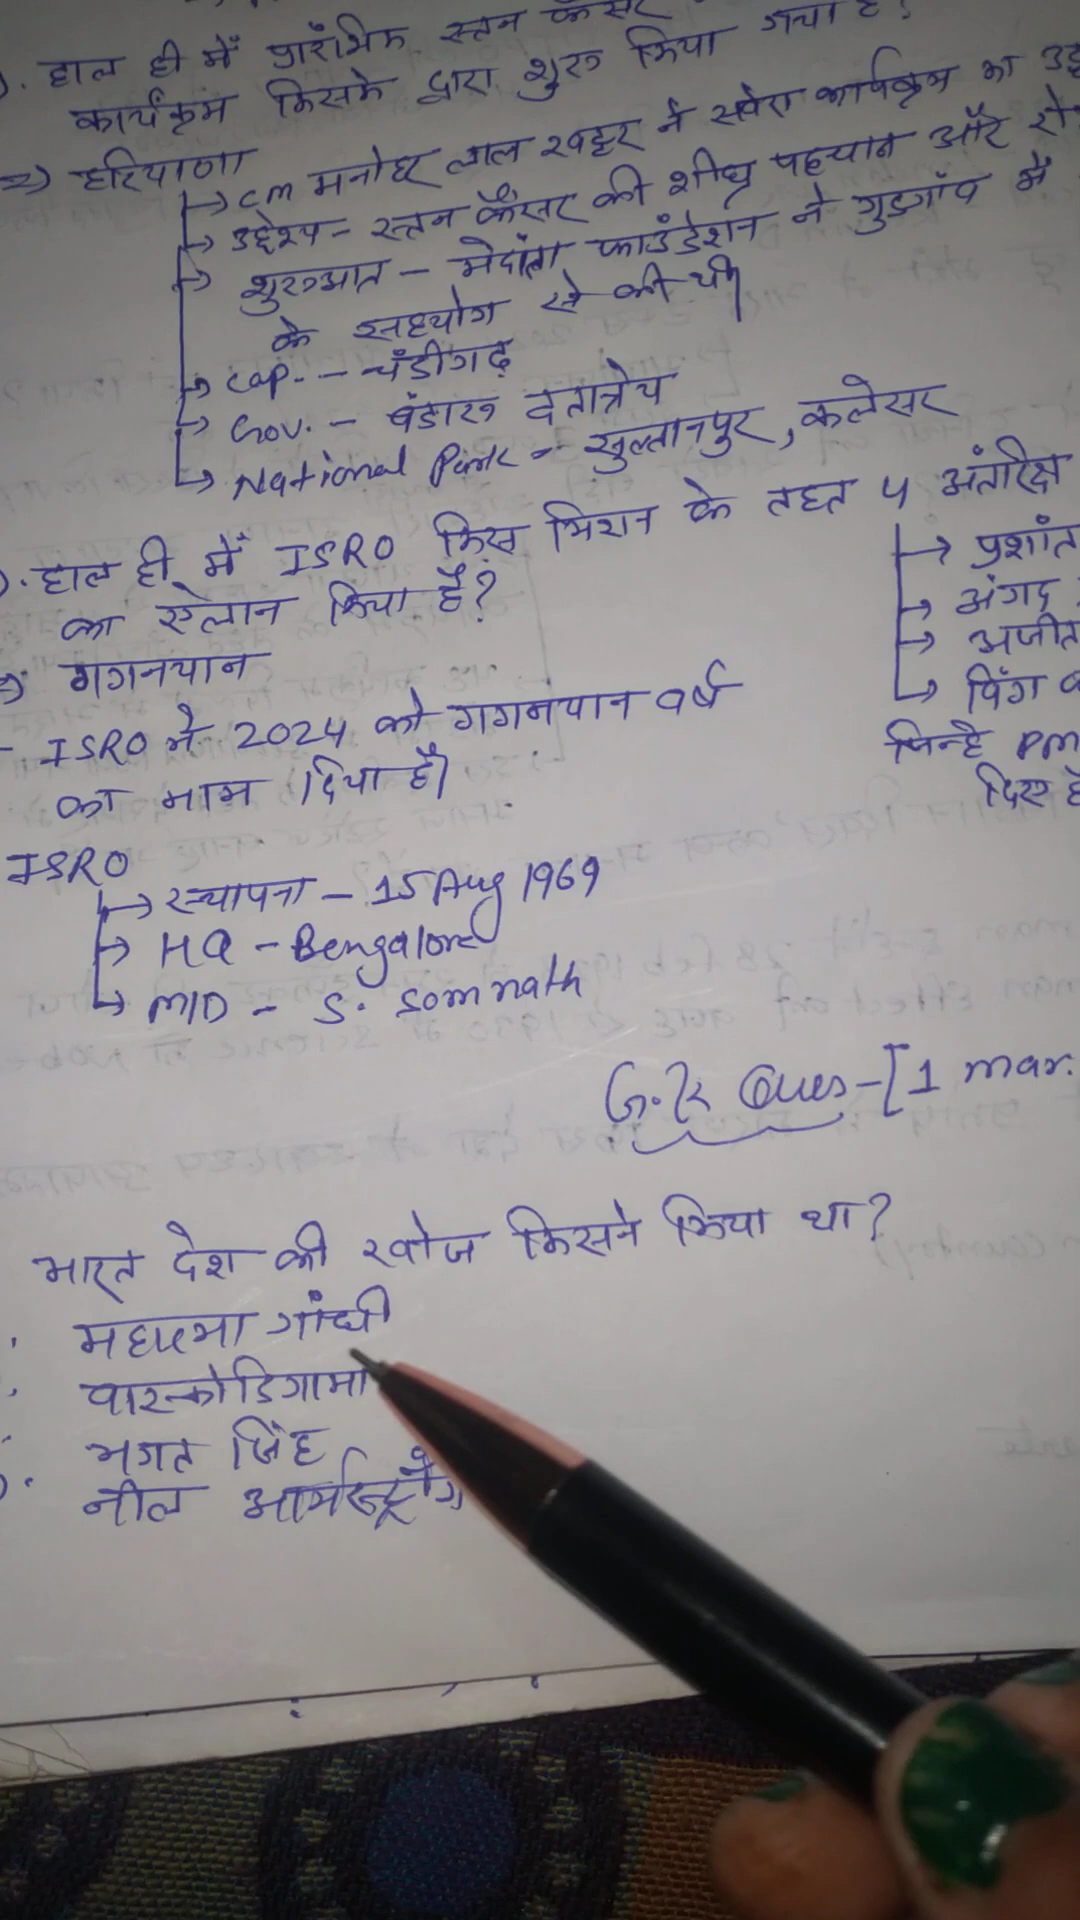 हाल ही में प्रारंभिक स्तन कैंसर
कार्यक्रम किसके द्वारा शुरू किया गया है?
=> हरियाणा
→ CM मनोहर लाल खट्टर ने सवेरा कार्यक्रम का
→ उद्देश्य - स्तन कैंसर की शीघ्र पहचान और
→ शुरुआत - मेदांता फाउंडेशन ने गुड़गाँव में
के सहयोग से की थी|
→ Cap. - चंडीगढ़
→ Gov. - बंडारू दत्तात्रेय
→ National Park - सुल्तानपुर, कलेसर
हाल ही में ISRO किस मिशन के तहत 4 अंतरिक्ष
का ऐलान किया है?
गगनयान
- ISRO ने 2024 को गगनयान वर्ष
का नाम दिया है|
→ प्रशांत
→ अंगद
→ अजीत
→ जिन्हें PM
दिए
ISRO
→ स्थापना - 15 Aug 1969
→ HQ - Bengalore
→ M/D - S. Somnath
G.K Ques - [1 mar.
भारत देश की खोज किसने किया था?
महात्मा गांधी
वास्कोडिगामा
भगत सिंह
नील आर्मस्ट्रॉंग